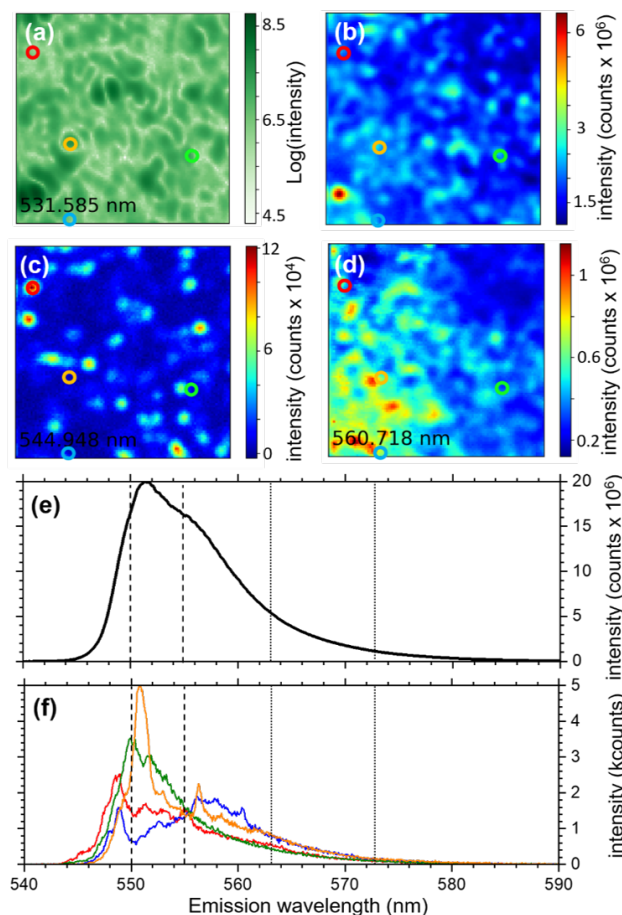 (a)
531.585 nm
8.5
6.5
4.5
Log(intensity)
(b)
6
3
1.5
intensity (counts x 10⁶)
(c)
544.948 nm
12
8
4
0
intensity (counts x 10⁴)
(d)
560.718 nm
1
0.6
0.2
intensity (counts x 10⁶)
(e)
20
15
10
5
0
intensity (counts x 10⁶)
(f)
5
4
3
2
1
0
intensity (kcounts)
540 550 560 570 580 590
Emission wavelength (nm)